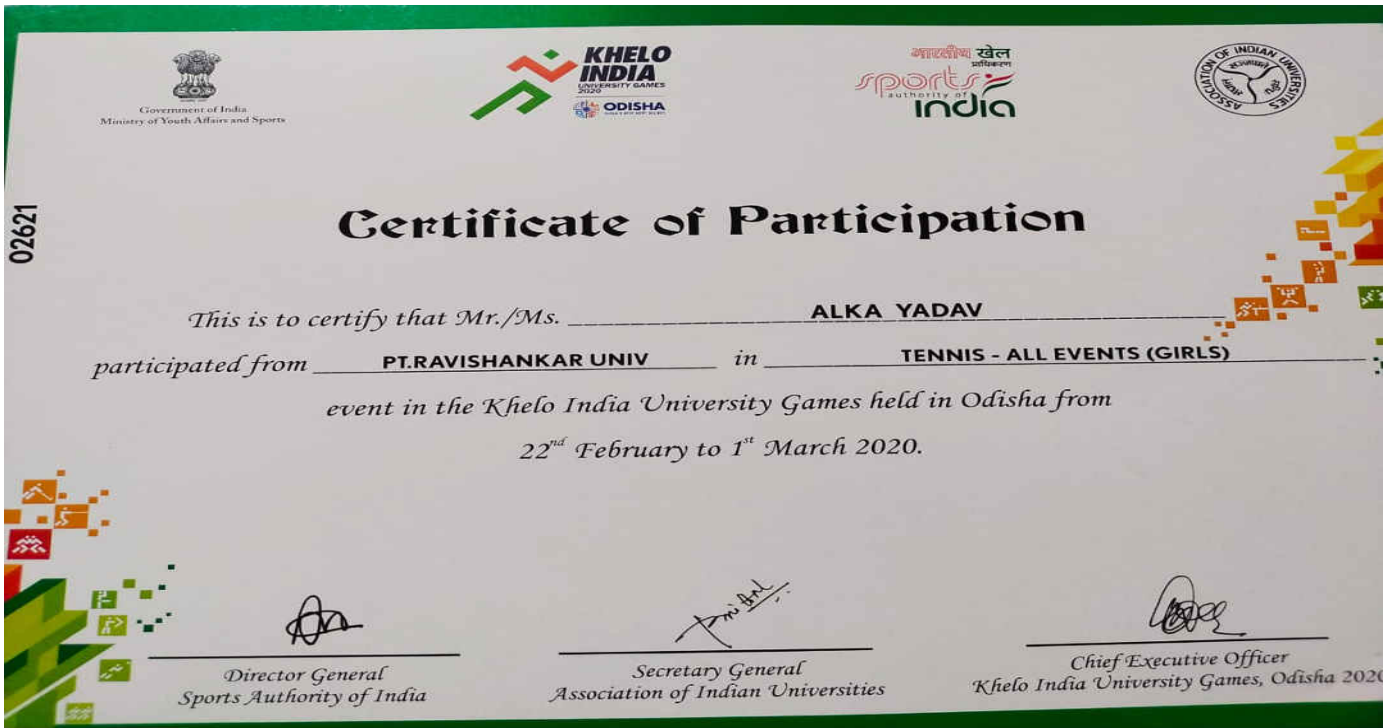 Government of India
Ministry of Youth Affairs and Sports
KHELO
INDIA
UNIVERSITY GAMES
2020
ODISHA
भारतीय खेल
प्राधिकरण
sports
authority of
india
ASSOCIATION OF INDIAN UNIVERSITIES
02621
Certificate of Participation
This is to certify that Mr./Ms. ALKA YADAV
participated from PT.RAVISHANKAR UNIV in TENNIS - ALL EVENTS (GIRLS)
event in the Khelo India University Games held in Odisha from
22nd February to 1st March 2020.
Director General
Sports Authority of India
Secretary General
Association of Indian Universities
Chief Executive Officer
Khelo India University Games, Odisha 2020